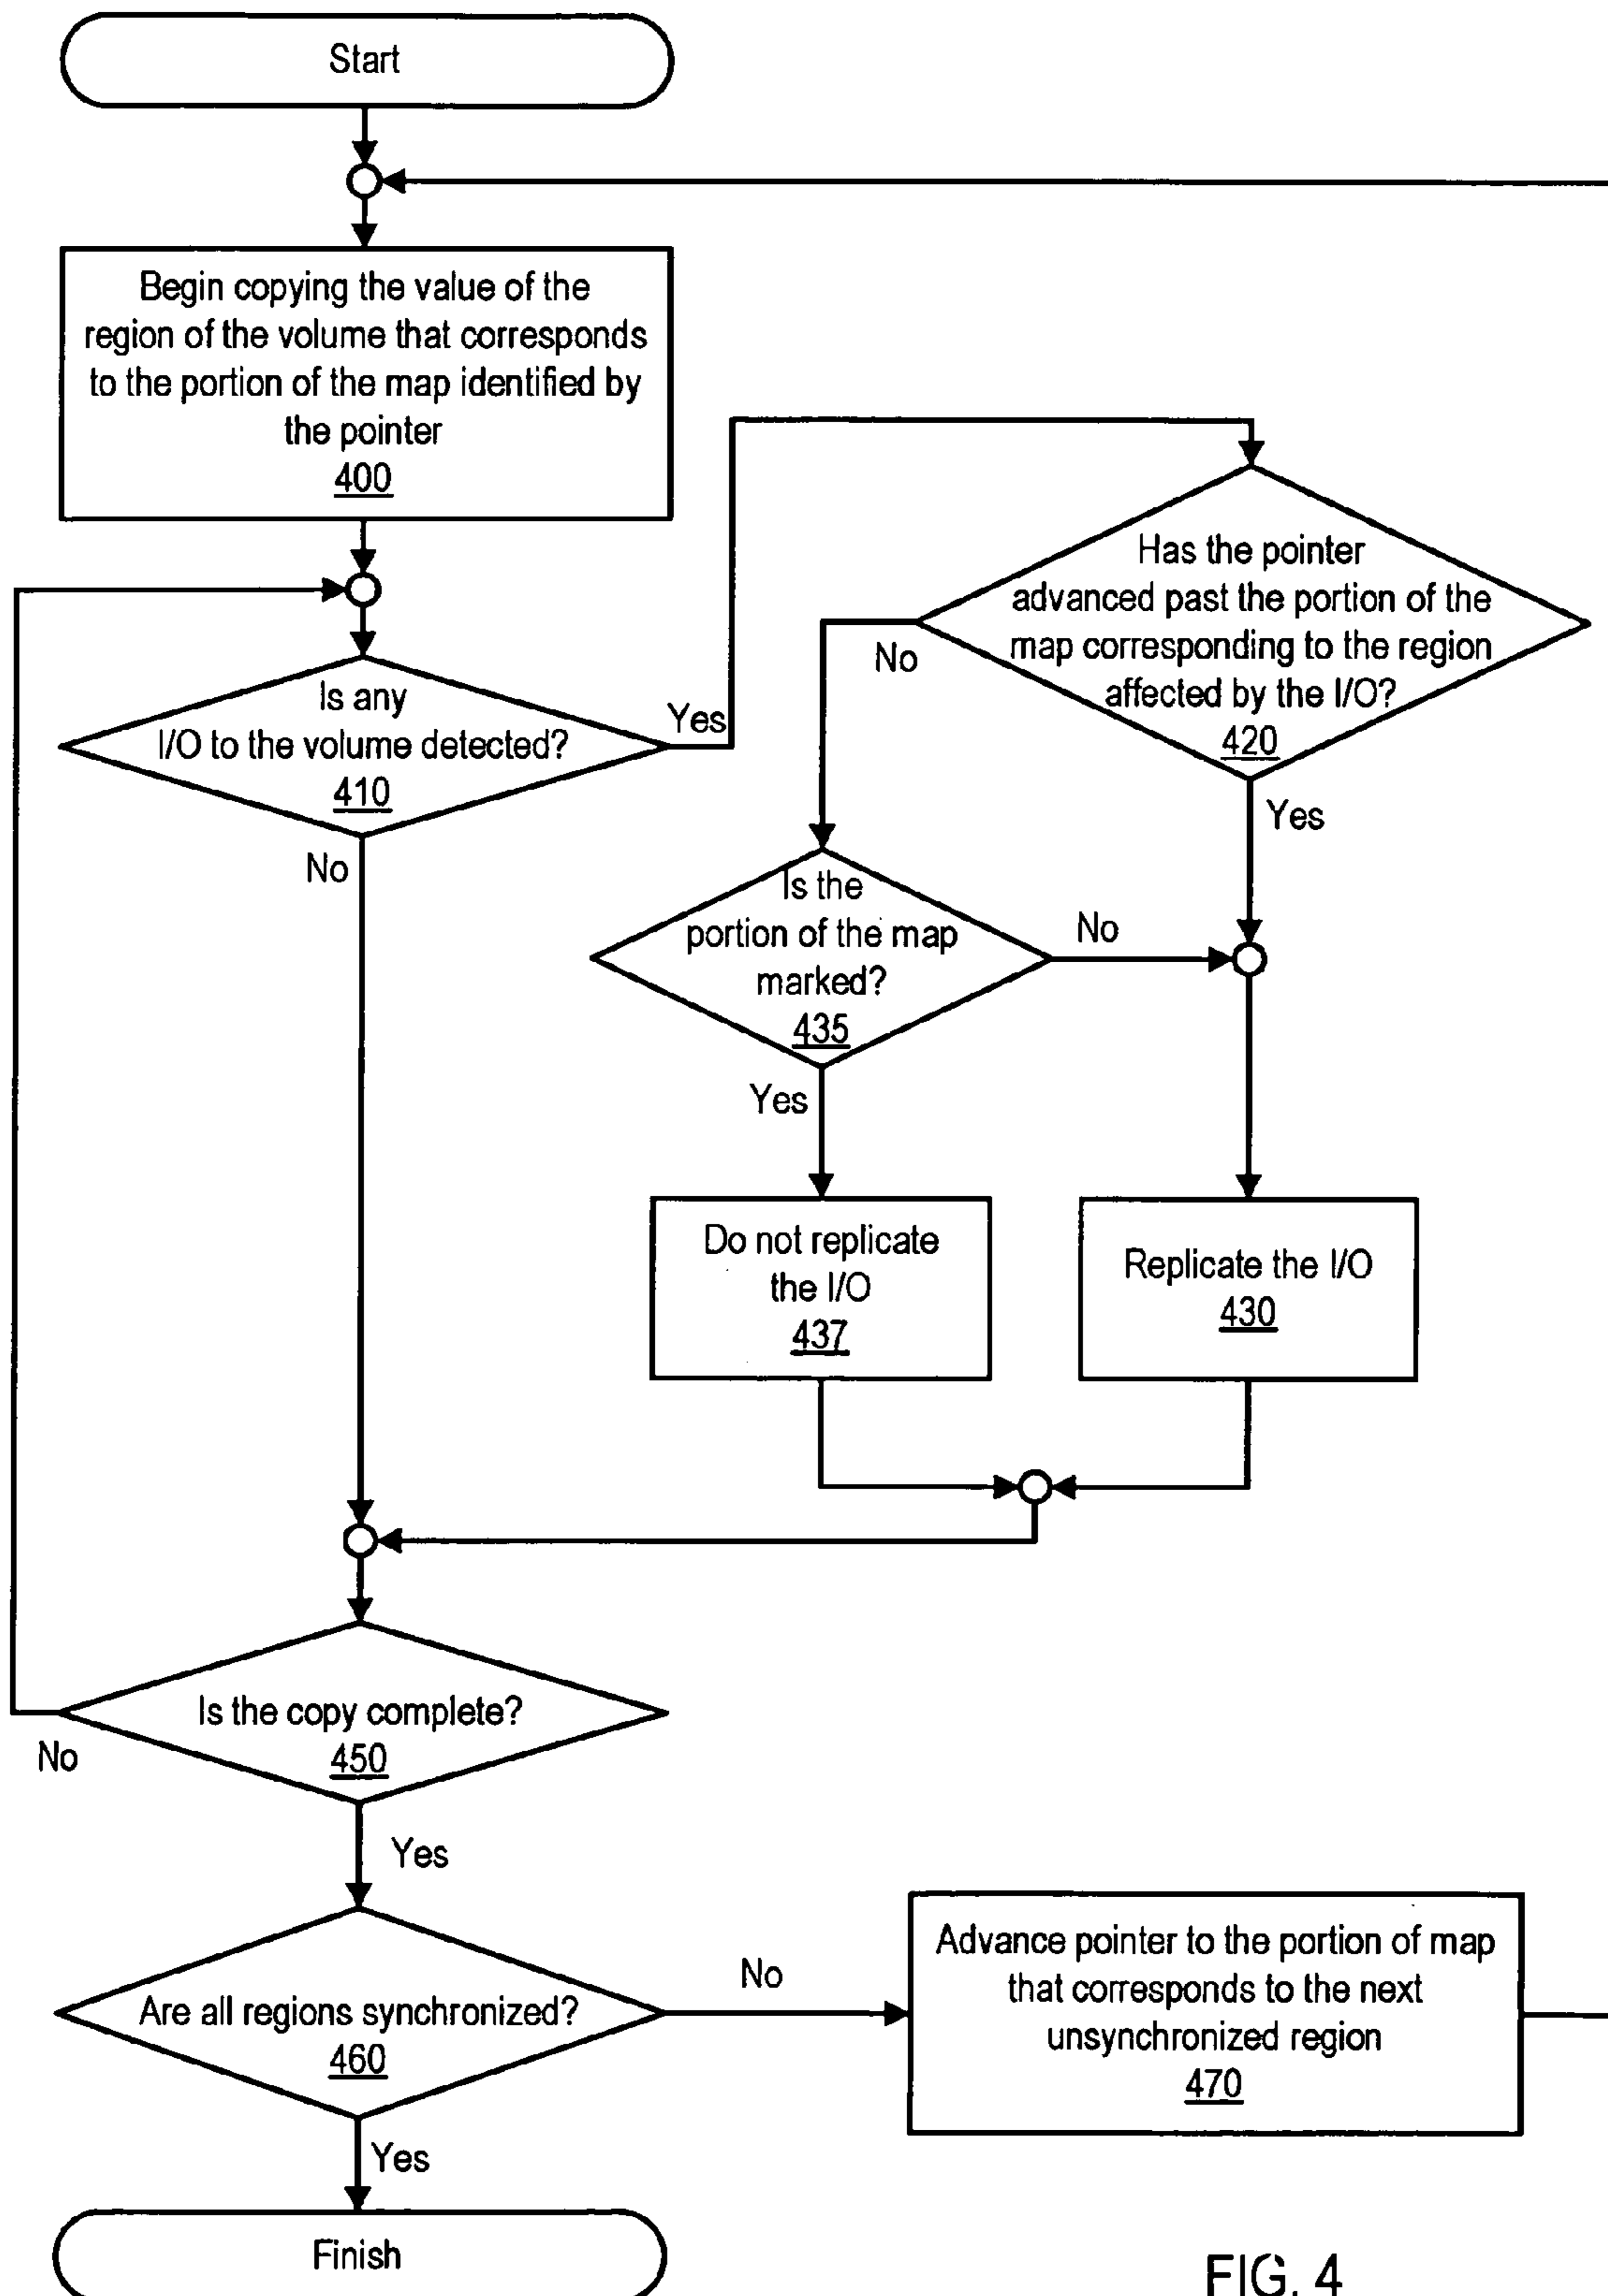 Start
Begin copying the value of the
region of the volume that corresponds
to the portion of the map identified by
the pointer
400
Is any
I/O to the volume detected?
410
Yes
No
Has the pointer
advanced past the portion of the
map corresponding to the region
affected by the I/O?
420
No
Yes
Is the
portion of the map
marked?
435
No
Yes
Do not replicate
the I/O
437
Replicate the I/O
430
Is the copy complete?
450
No
Yes
Are all regions synchronized?
460
No
Yes
Advance pointer to the portion of map
that corresponds to the next
unsynchronized region
470
Finish
FIG. 4